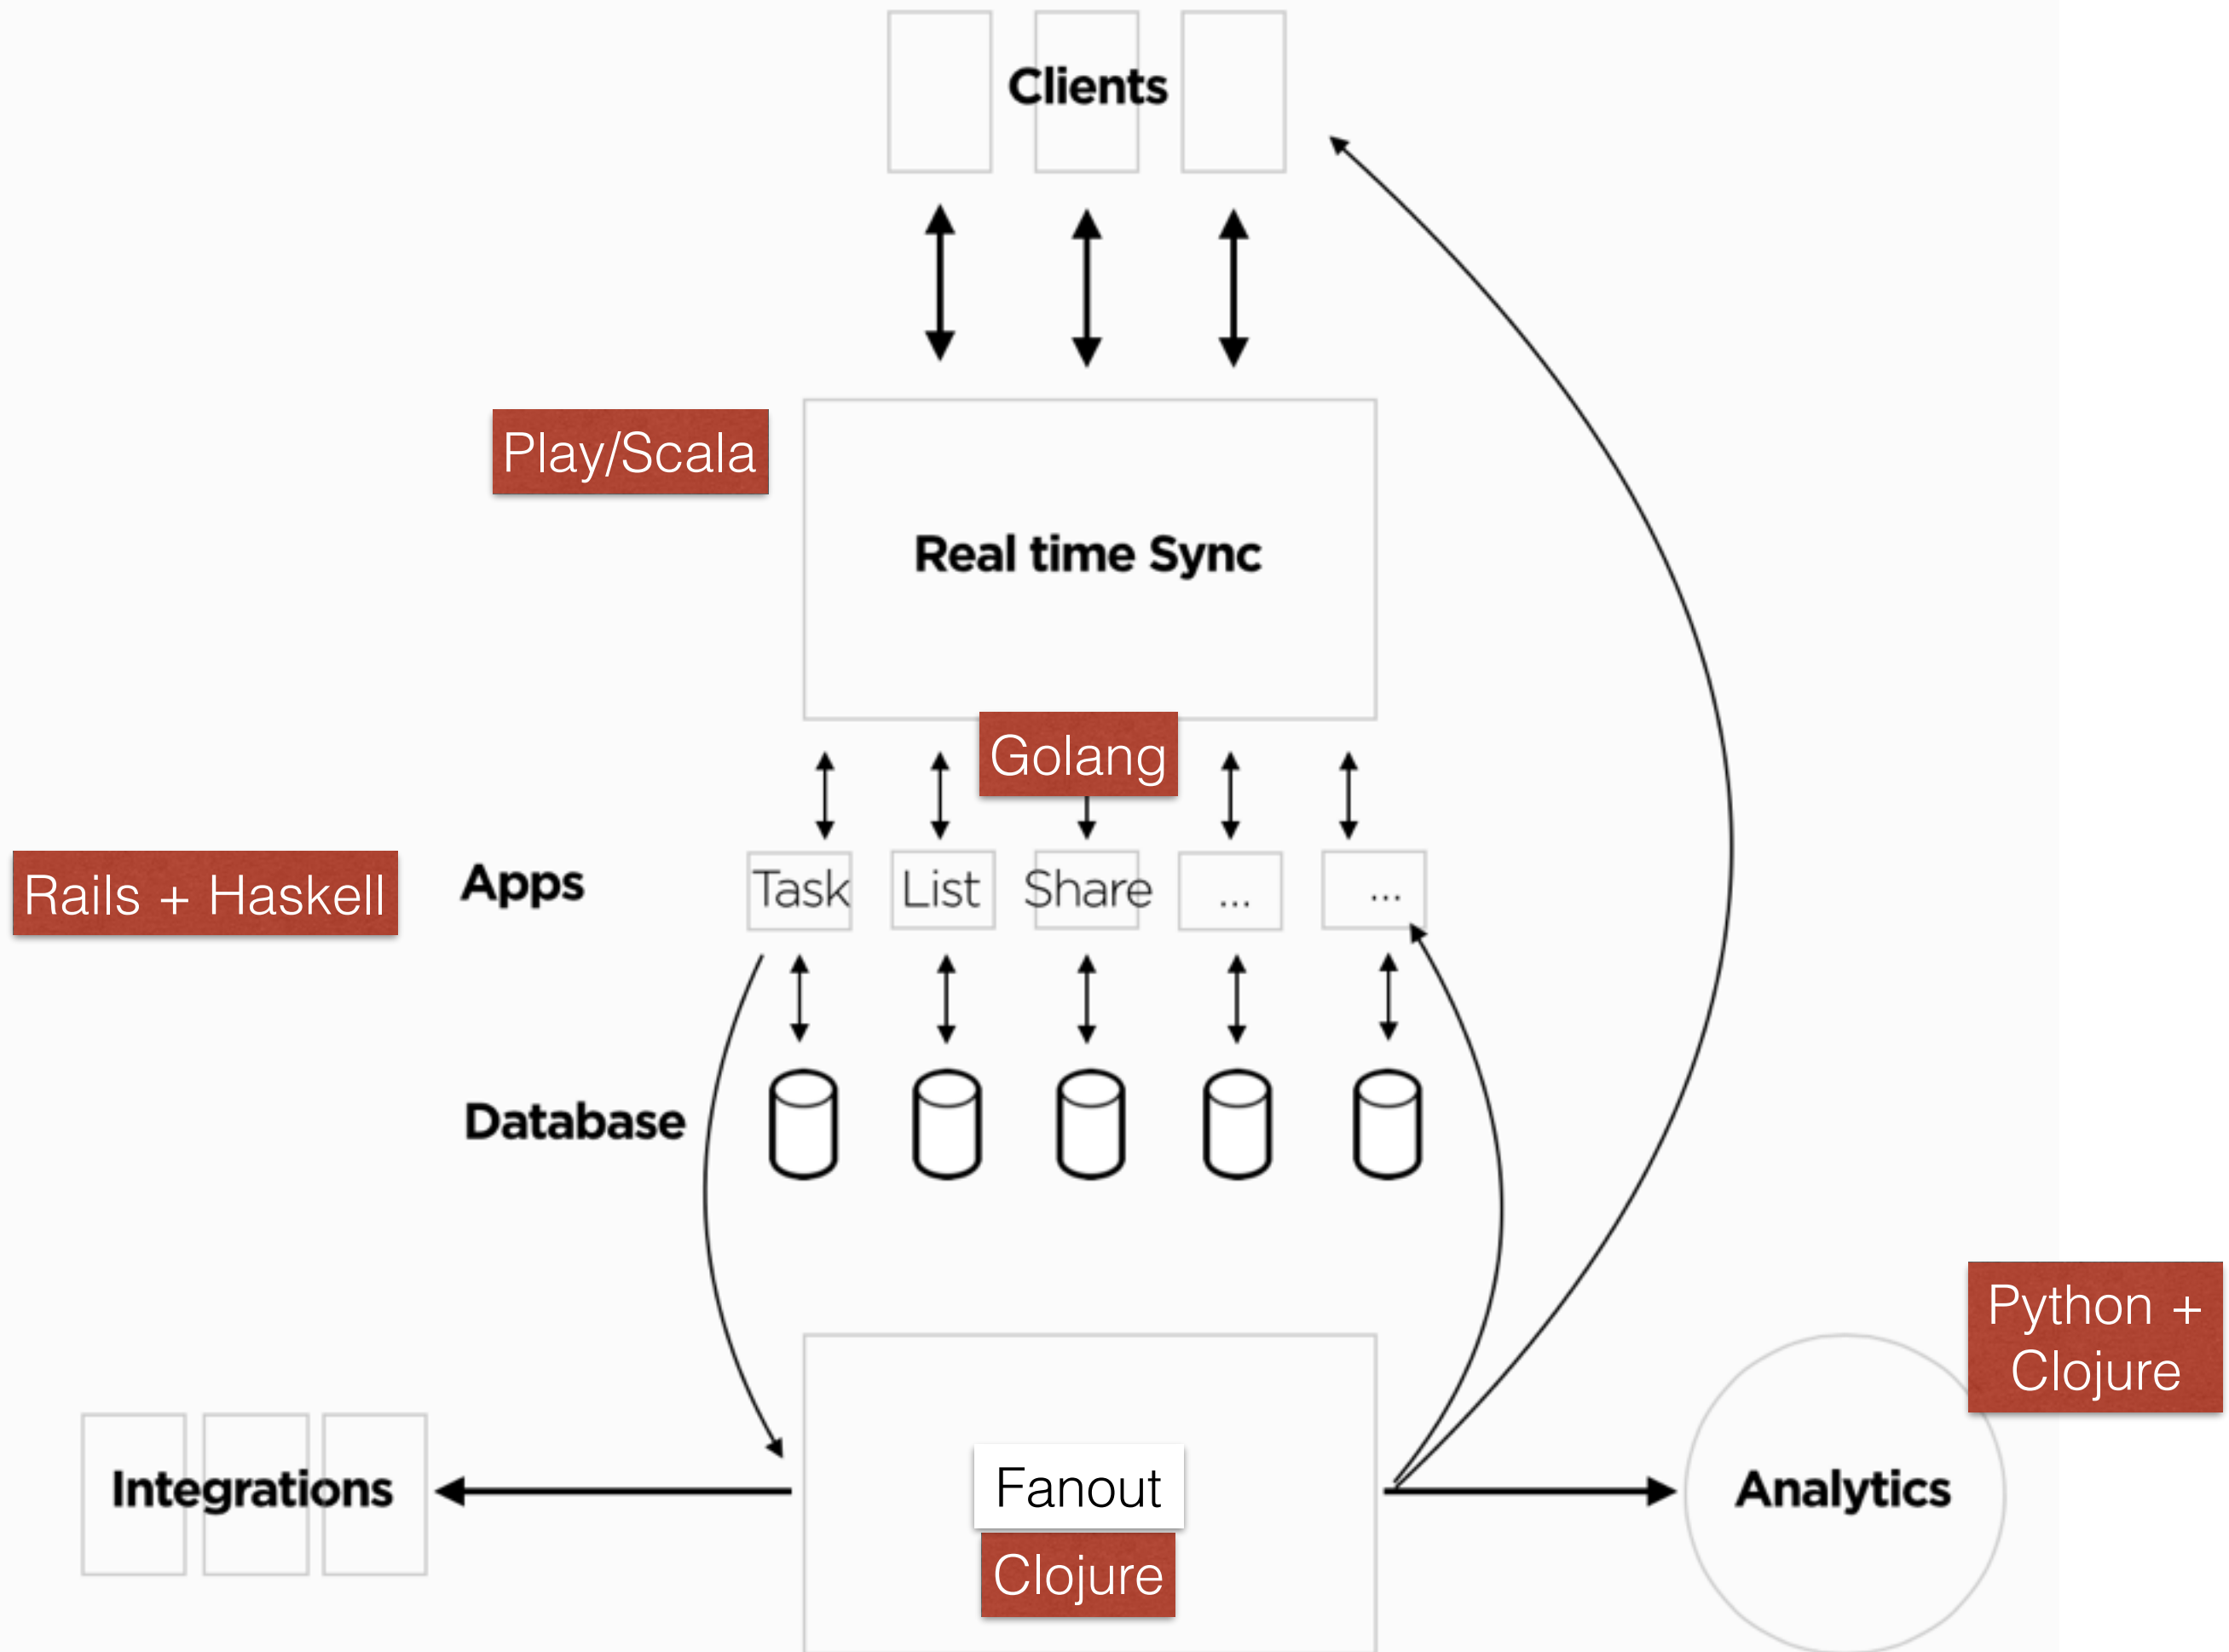 Clients
Play/Scala
Real time Sync
Golang
Rails + Haskell
Apps
Task
List
Share
...
...
Database
Python +
Clojure
Integrations
Fanout
Clojure
Analytics